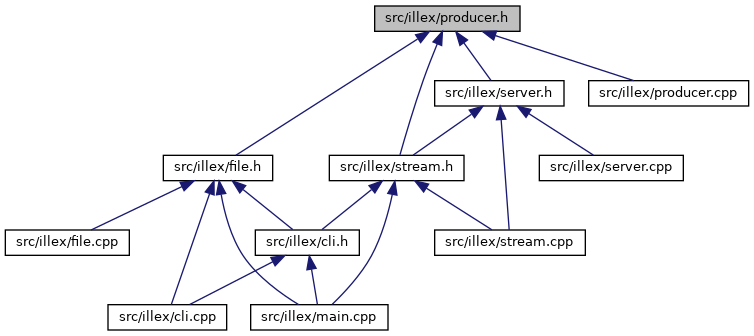 src/illex/producer.h
src/illex/server.h
src/illex/producer.cpp
src/illex/file.h
src/illex/stream.h
src/illex/server.cpp
src/illex/file.cpp
src/illex/cli.h
src/illex/stream.cpp
src/illex/cli.cpp
src/illex/main.cpp